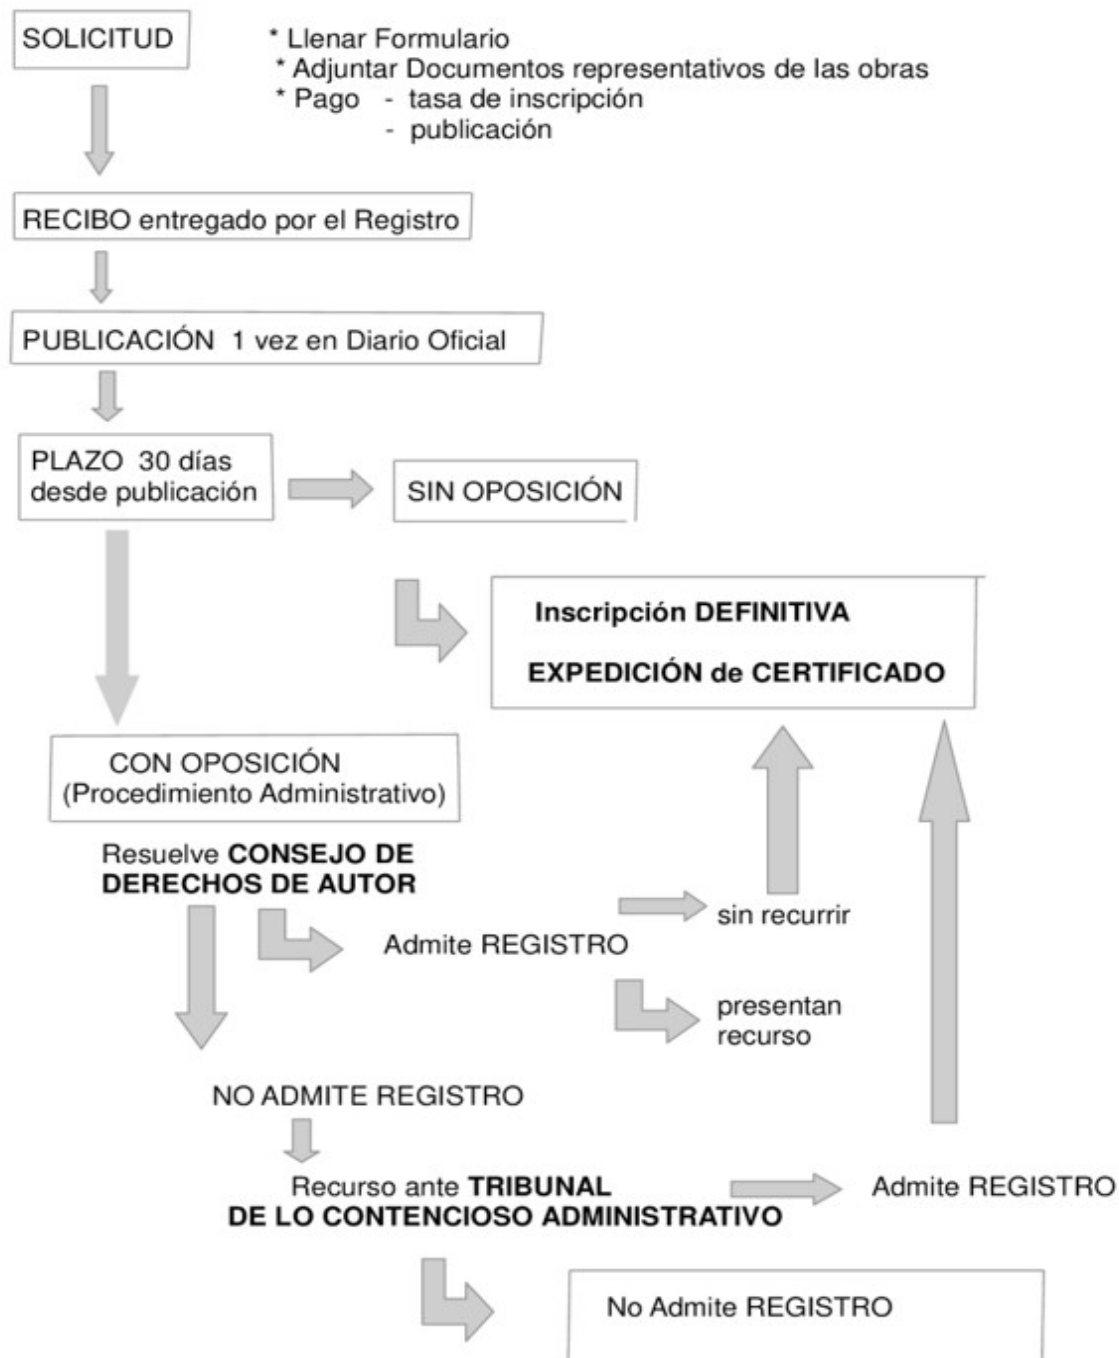 SOLICITUD
* Llenar Formulario
* Adjuntar Documentos representativos de las obras
* Pago - tasa de inscripción
- publicación
RECIBO entregado por el Registro
PUBLICACIÓN 1 vez en Diario Oficial
PLAZO 30 días
desde publicación
SIN OPOSICIÓN
Inscripción DEFINITIVA
EXPEDICIÓN de CERTIFICADO
CON OPOSICIÓN
(Procedimiento Administrativo)
Resuelve CONSEJO DE
DERECHOS DE AUTOR
Admite REGISTRO
sin recurrir
presentan
recurso
NO ADMITE REGISTRO
Recurso ante TRIBUNAL
DE LO CONTENCIOSO ADMINISTRATIVO
Admite REGISTRO
No Admite REGISTRO